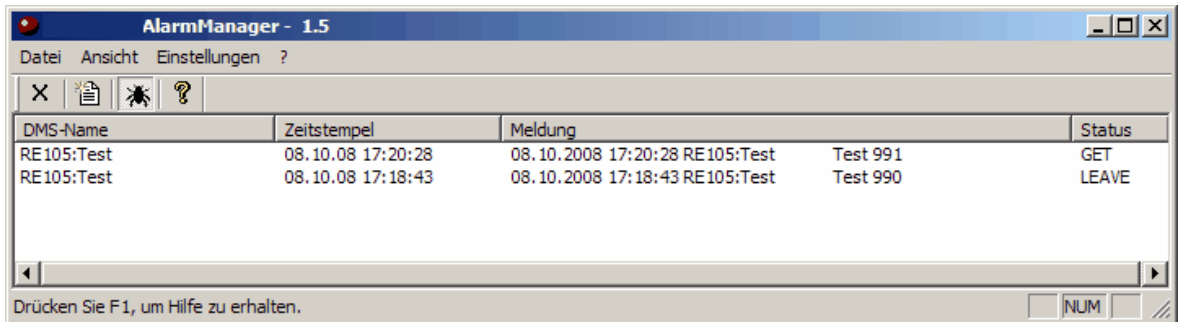 AlarmManager - 1.5
Datei Ansicht Einstellungen ?
DMS-Name Zeitstempel Meldung Status
RE105:Test 08.10.08 17:20:28 08.10.2008 17:20:28 RE105:Test Test 991 GET
RE105:Test 08.10.08 17:18:43 08.10.2008 17:18:43 RE105:Test Test 990 LEAVE
Drücken Sie F1, um Hilfe zu erhalten. NUM